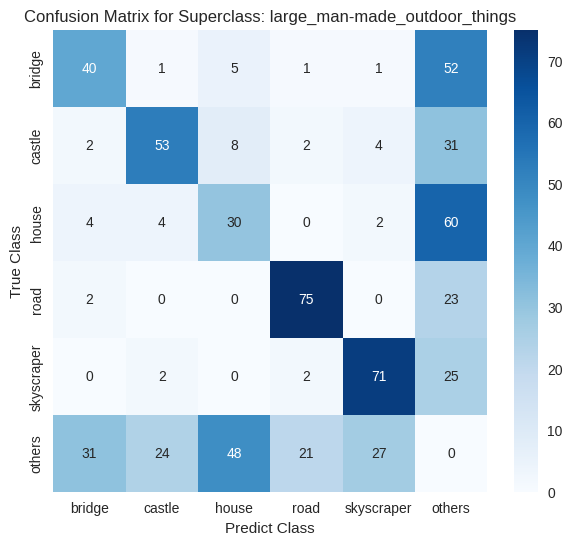 Confusion Matrix for Superclass: large_man-made_outdoor_things
True Class
bridge 40 1 5 1 1 52
castle 2 53 8 2 4 31
house 4 4 30 0 2 60
road 2 0 0 75 0 23
skyscraper 0 2 0 2 71 25
others 31 24 48 21 27 0
bridge castle house road skyscraper others
Predict Class
70
60
50
40
30
20
10
0